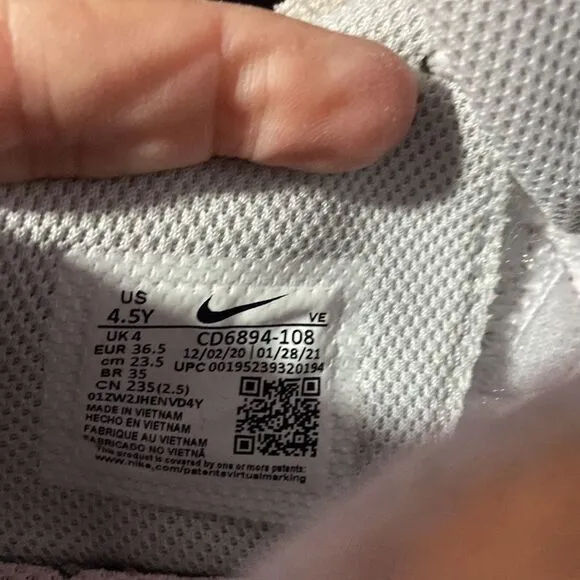 US
4.5Y
VE
UK 4
CD6894-108
EUR 36.5
12/02/20 01/28/21
cm 23.5
UPC 00195239320194
BR 35
CN 235(2.5)
01ZW2JHENVD4Y
MADE IN VIETNAM
HECHO EN VIETNAM
FABRIQUE AU VIETNAM
FABRICADO NO VIETNÃ
This product is covered by one or more patents:
www.nike.com/patentsvirtualmarking